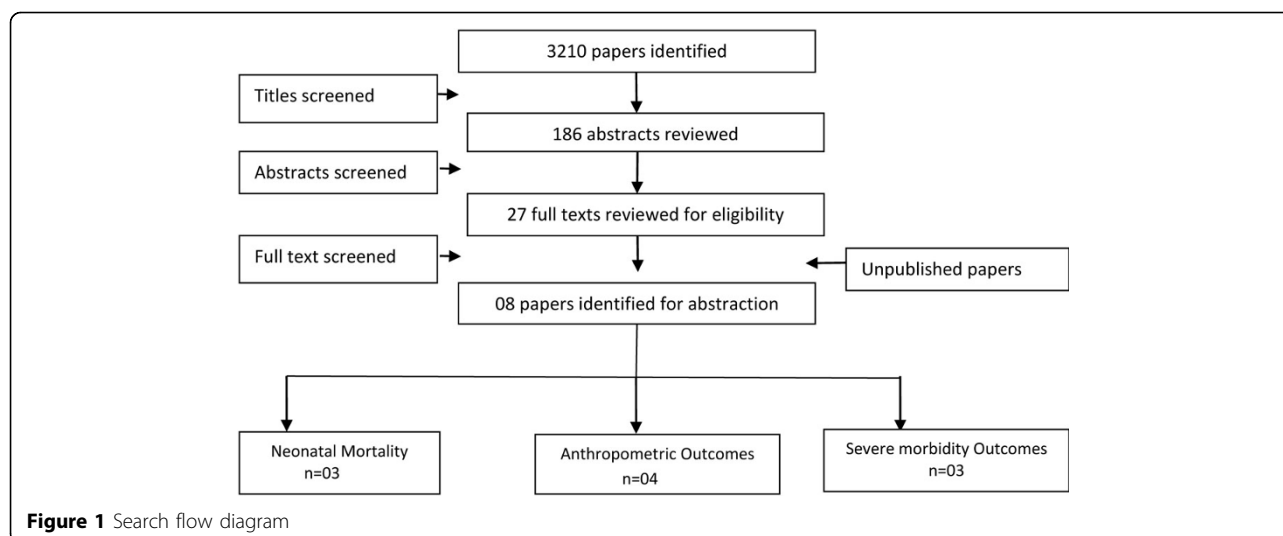 3210 papers identified
Titles screened
186 abstracts reviewed
Abstracts screened
27 full texts reviewed for eligibility
Full text screened
Unpublished papers
08 papers identified for abstraction
Neonatal Mortality
n=03
Anthropometric Outcomes
n=04
Severe morbidity Outcomes
n=03
Figure 1 Search flow diagram